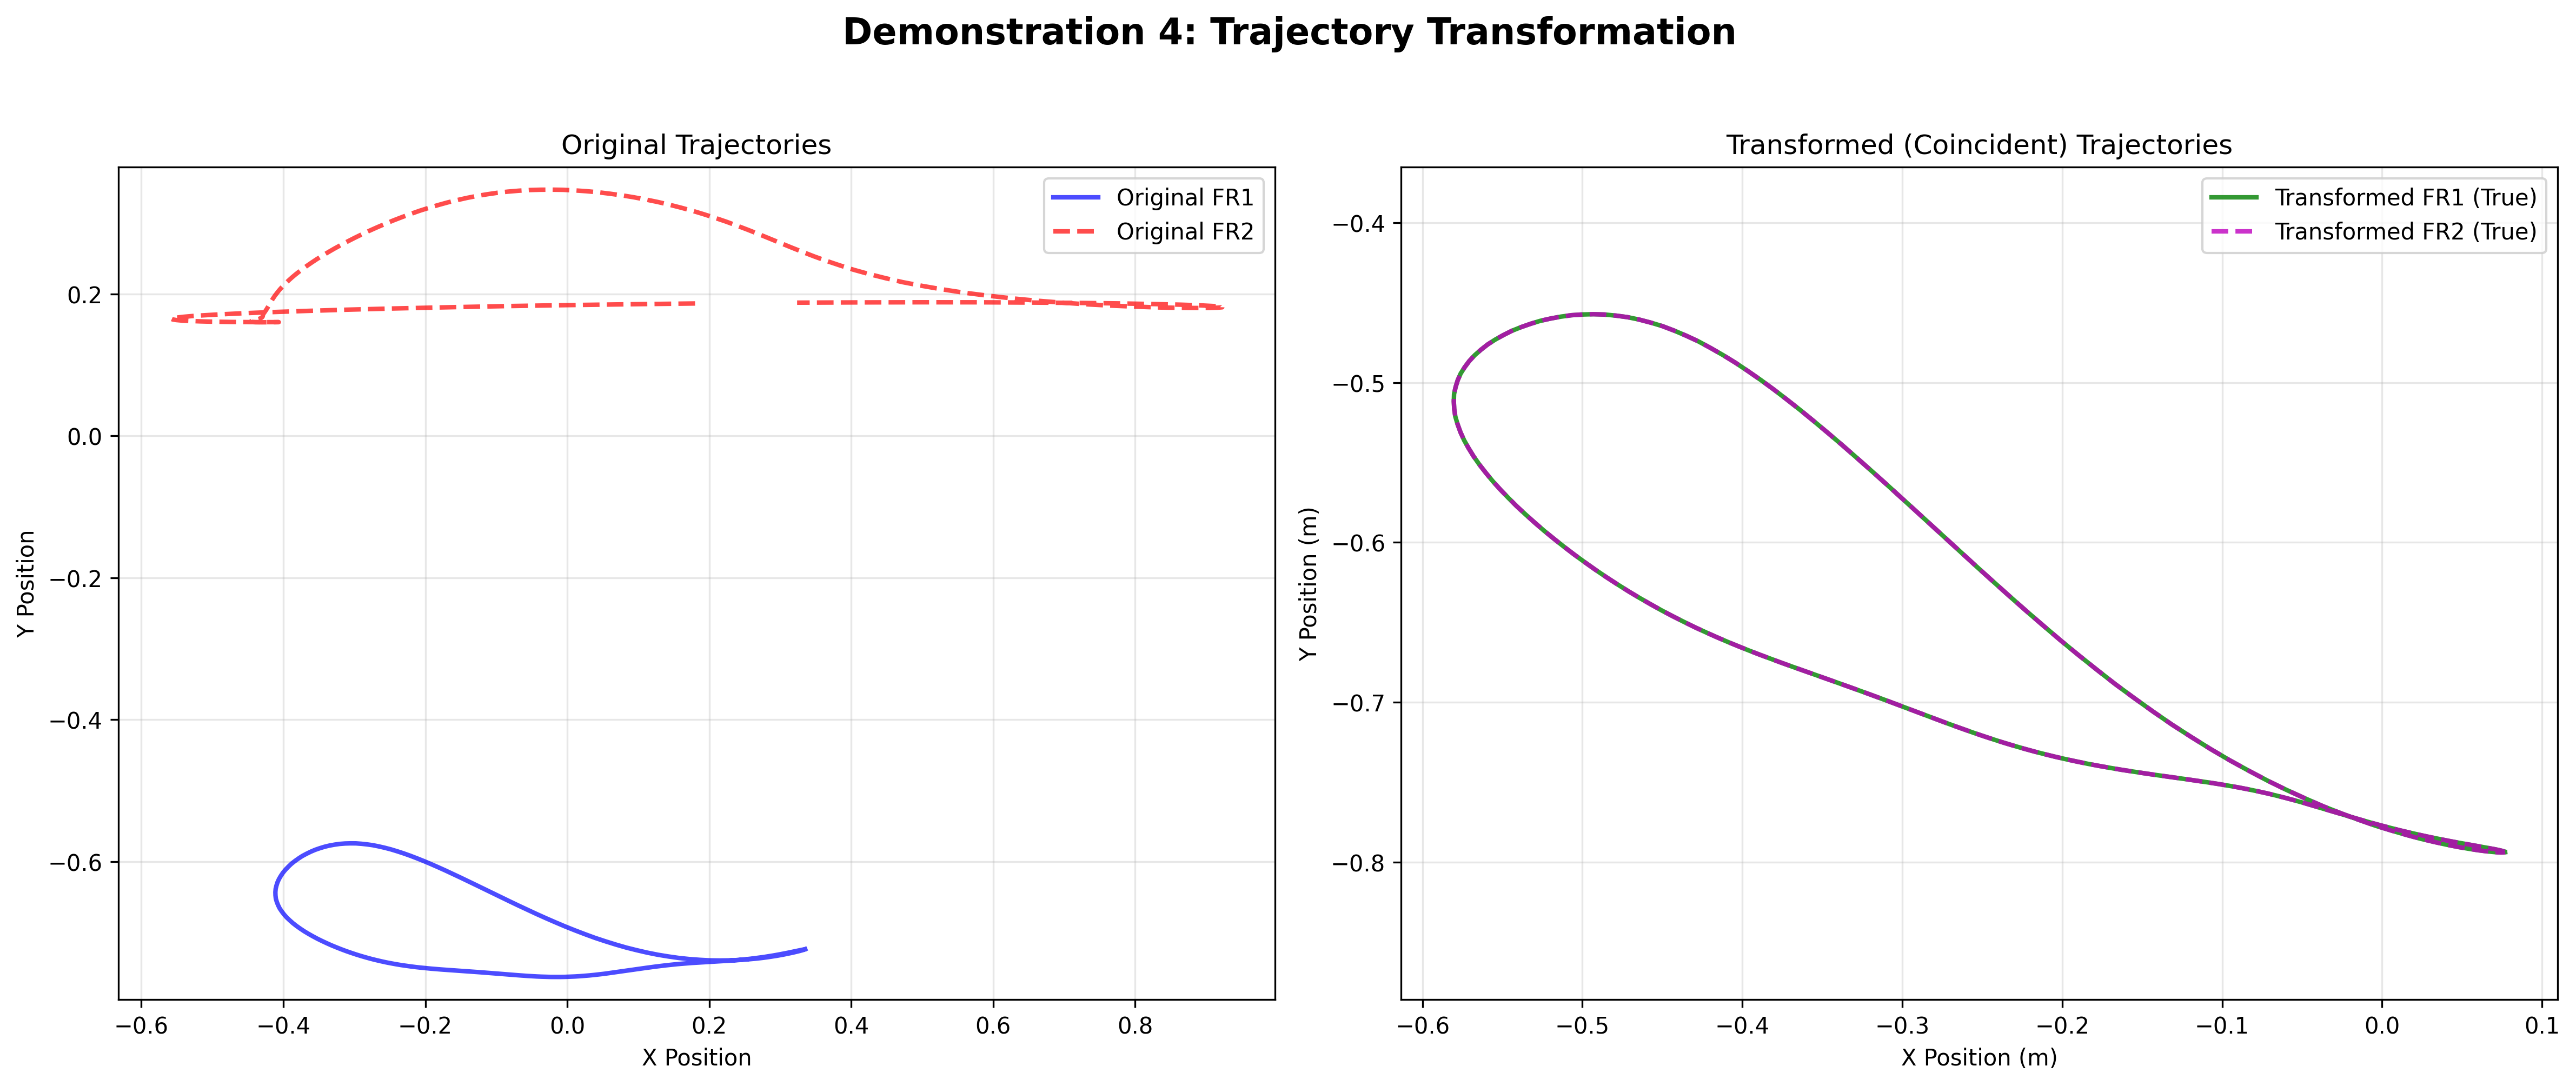 Demonstration 4: Trajectory Transformation
Original Trajectories
Original FR1
Original FR2
0.2
0.0
−0.2
−0.4
−0.6
Y Position
−0.6
−0.4
−0.2
0.0
0.2
0.4
0.6
0.8
X Position
Transformed (Coincident) Trajectories
Transformed FR1 (True)
Transformed FR2 (True)
−0.4
−0.5
−0.6
−0.7
−0.8
Y Position (m)
−0.6
−0.5
−0.4
−0.3
−0.2
−0.1
0.0
0.1
X Position (m)